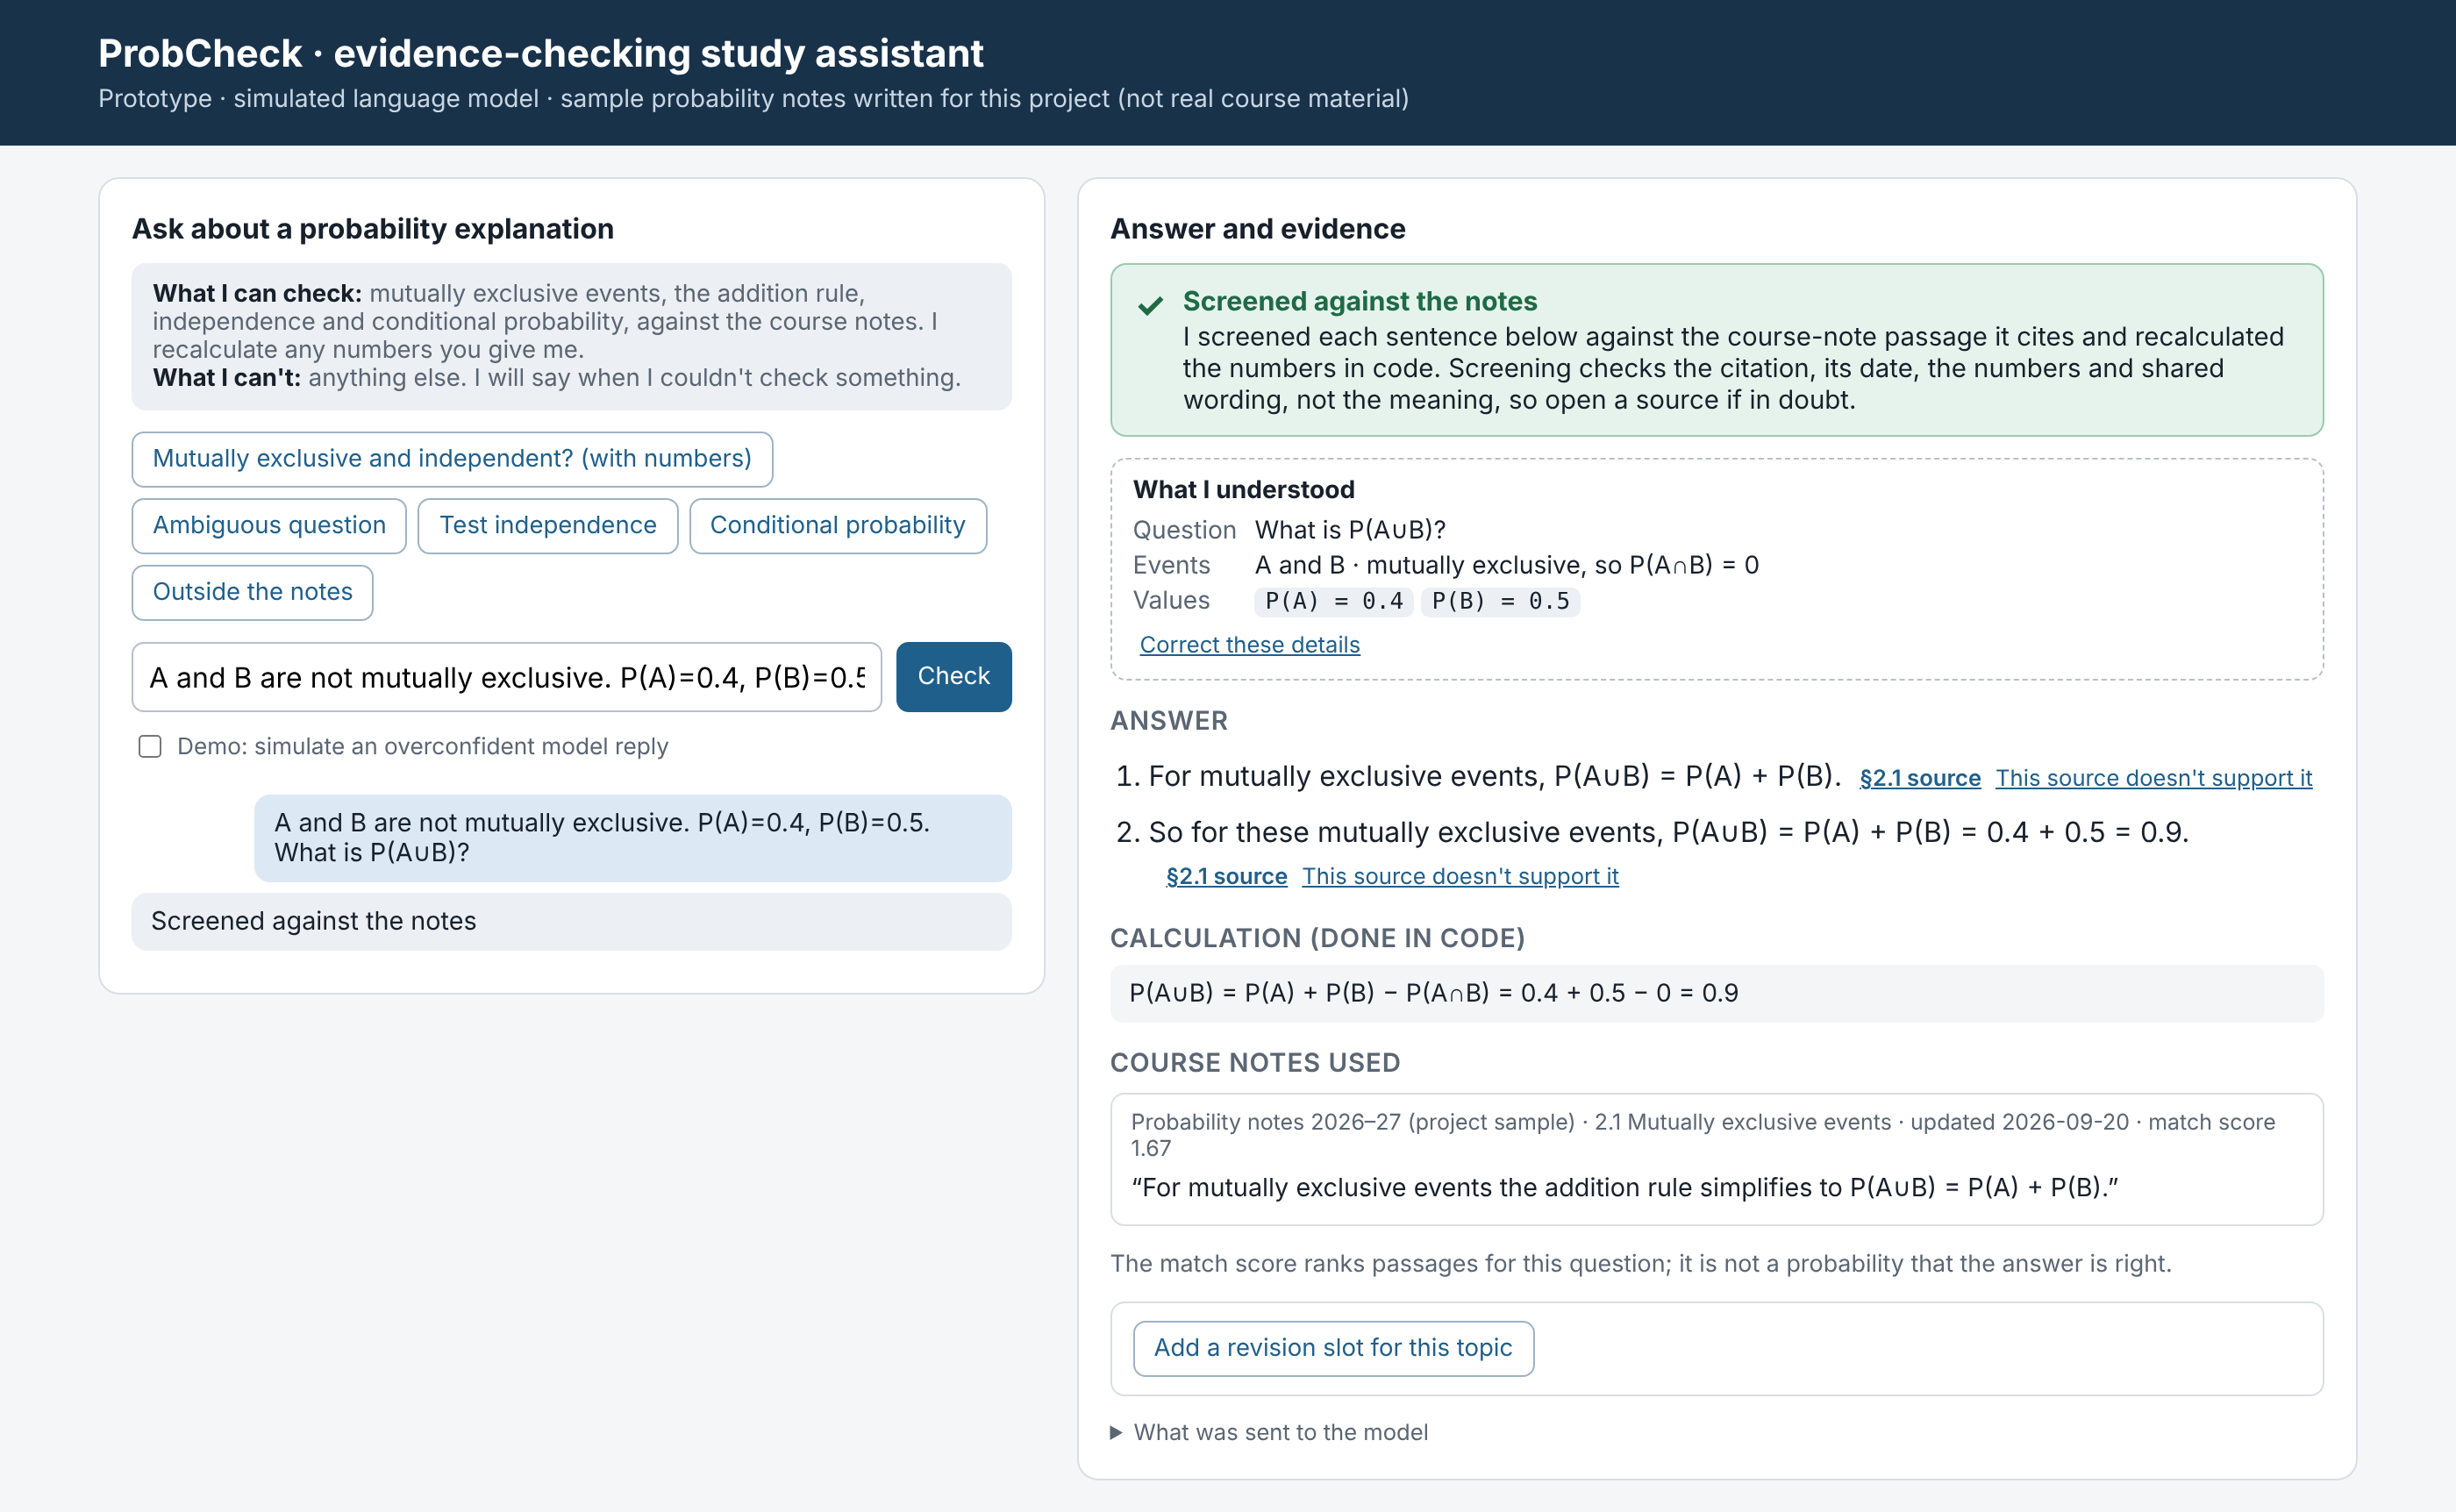 ProbCheck · evidence-checking study assistant
Prototype · simulated language model · sample probability notes written for this project (not real course material)
Ask about a probability explanation
What I can check: mutually exclusive events, the addition rule,
independence and conditional probability, against the course notes. I
recalculate any numbers you give me.
What I can't: anything else. I will say when I couldn't check something.
Mutually exclusive and independent? (with numbers)
Ambiguous question
Test independence
Conditional probability
Outside the notes
A and B are not mutually exclusive. P(A)=0.4, P(B)=0.5
Check
Demo: simulate an overconfident model reply
A and B are not mutually exclusive. P(A)=0.4, P(B)=0.5.
What is P(A∪B)?
Screened against the notes
Answer and evidence
Screened against the notes
I screened each sentence below against the course-note passage it cites and recalculated
the numbers in code. Screening checks the citation, its date, the numbers and shared
wording, not the meaning, so open a source if in doubt.
What I understood
Question What is P(A∪B)?
Events A and B · mutually exclusive, so P(A∩B) = 0
Values P(A) = 0.4 P(B) = 0.5
Correct these details
ANSWER
1. For mutually exclusive events, P(A∪B) = P(A) + P(B). §2.1 source This source doesn't support it
2. So for these mutually exclusive events, P(A∪B) = P(A) + P(B) = 0.4 + 0.5 = 0.9.
§2.1 source This source doesn't support it
CALCULATION (DONE IN CODE)
P(A∪B) = P(A) + P(B) − P(A∩B) = 0.4 + 0.5 − 0 = 0.9
COURSE NOTES USED
Probability notes 2026–27 (project sample) · 2.1 Mutually exclusive events · updated 2026-09-20 · match score
1.67
“For mutually exclusive events the addition rule simplifies to P(A∪B) = P(A) + P(B).”
The match score ranks passages for this question; it is not a probability that the answer is right.
Add a revision slot for this topic
▶ What was sent to the model